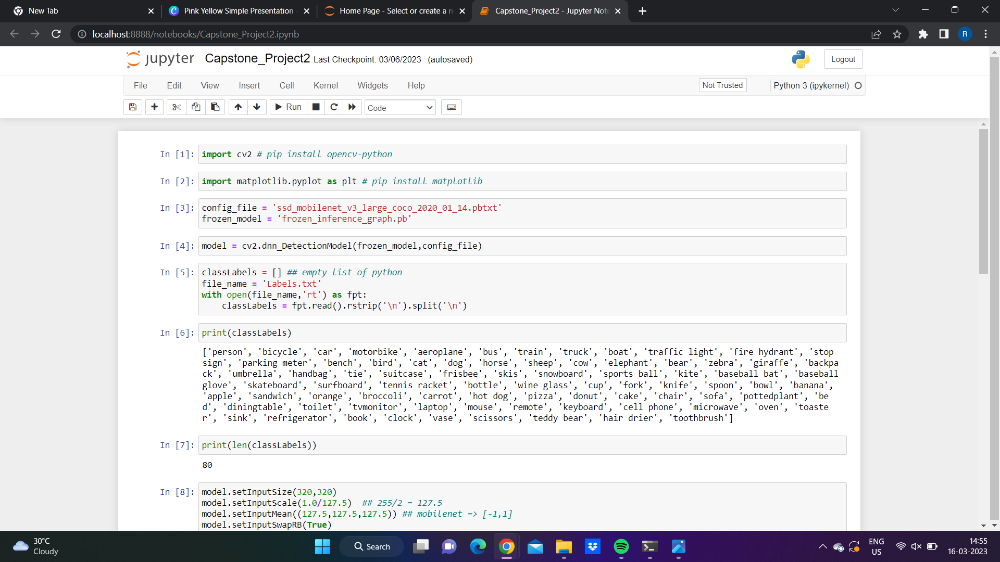 New Tab
Pink Yellow Simple Presentation
Home Page - Select or create a n
Capstone_Project2 - Jupyter Note
localhost:8888/notebooks/Capstone_Project2.ipynb
R
jupyter Capstone_Project2 Last Checkpoint: 03/06/2023 (autosaved)
Logout
File Edit View Insert Cell Kernel Widgets Help
Not Trusted
Python 3 (ipykernel)
Run
Code
In [1]: import cv2 # pip install opencv-python
In [2]: import matplotlib.pyplot as plt # pip install matplotlib
In [3]: config_file = 'ssd_mobilenet_v3_large_coco_2020_01_14.pbtxt'
frozen_model = 'frozen_inference_graph.pb'
In [4]: model = cv2.dnn_DetectionModel(frozen_model,config_file)
In [5]: classLabels = [] ## empty list of python
file_name = 'Labels.txt'
with open(file_name,'rt') as fpt:
    classLabels = fpt.read().rstrip('\n').split('\n')
In [6]: print(classLabels)
['person', 'bicycle', 'car', 'motorbike', 'aeroplane', 'bus', 'train', 'truck', 'boat', 'traffic light', 'fire hydrant', 'stop
sign', 'parking meter', 'bench', 'bird', 'cat', 'dog', 'horse', 'sheep', 'cow', 'elephant', 'bear', 'zebra', 'giraffe', 'backpa
ck', 'umbrella', 'handbag', 'tie', 'suitcase', 'frisbee', 'skis', 'snowboard', 'sports ball', 'kite', 'baseball bat', 'baseball
glove', 'skateboard', 'surfboard', 'tennis racket', 'bottle', 'wine glass', 'cup', 'fork', 'knife', 'spoon', 'bowl', 'banana',
'apple', 'sandwich', 'orange', 'broccoli', 'carrot', 'hot dog', 'pizza', 'donut', 'cake', 'chair', 'sofa', 'pottedplant', 'be
d', 'diningtable', 'toilet', 'tvmonitor', 'laptop', 'mouse', 'remote', 'keyboard', 'cell phone', 'microwave', 'oven', 'toaste
r', 'sink', 'refrigerator', 'book', 'clock', 'vase', 'scissors', 'teddy bear', 'hair drier', 'toothbrush']
In [7]: print(len(classLabels))
80
In [8]: model.setInputSize(320,320)
model.setInputScale(1.0/127.5)  ## 255/2 = 127.5
model.setInputMean((127.5,127.5,127.5)) ## mobilenet => [-1,1]
model.setInputSwapRB(True)
30°C
Cloudy
Search
ENG
US
14:55
16-03-2023